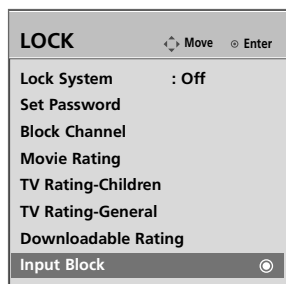 LOCK Move Enter
Lock System : Off
Set Password
Block Channel
Movie Rating
TV Rating-Children
TV Rating-General
Downloadable Rating
Input Block